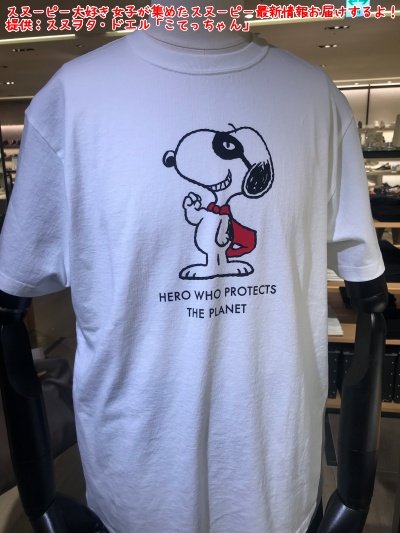 スヌーピー大好き女子が集めたスヌーピー最新情報お届けするよ！
提供：スヌヲタ・ドエル「こてっちゃん」
HERO WHO PROTECTS
THE PLANET